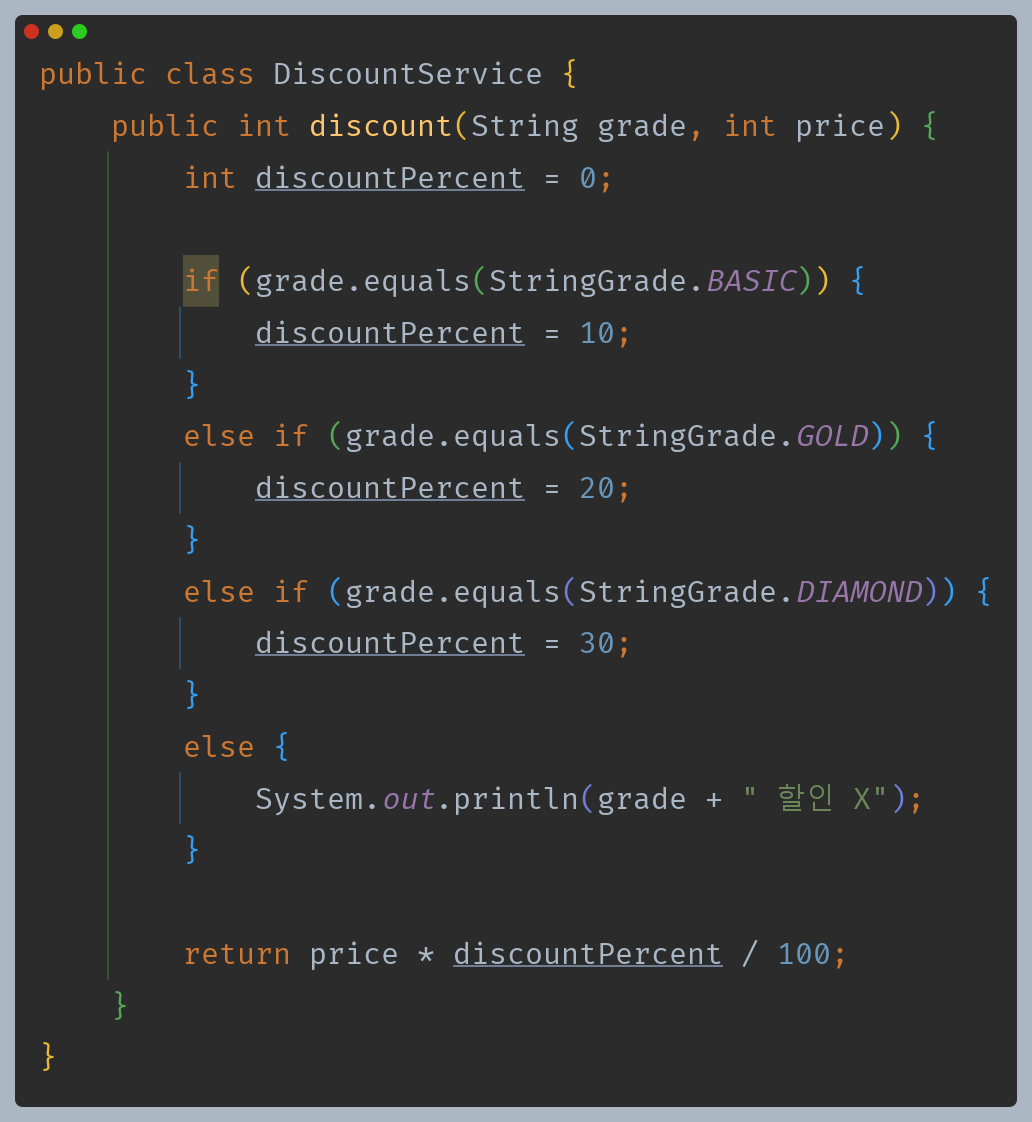 public class DiscountService {
    public int discount(String grade, int price) {
        int discountPercent = 0;

        if (grade.equals(StringGrade.BASIC)) {
            discountPercent = 10;
        }
        else if (grade.equals(StringGrade.GOLD)) {
            discountPercent = 20;
        }
        else if (grade.equals(StringGrade.DIAMOND)) {
            discountPercent = 30;
        }
        else {
            System.out.println(grade + " 할인 X");
        }

        return price * discountPercent / 100;
    }
}